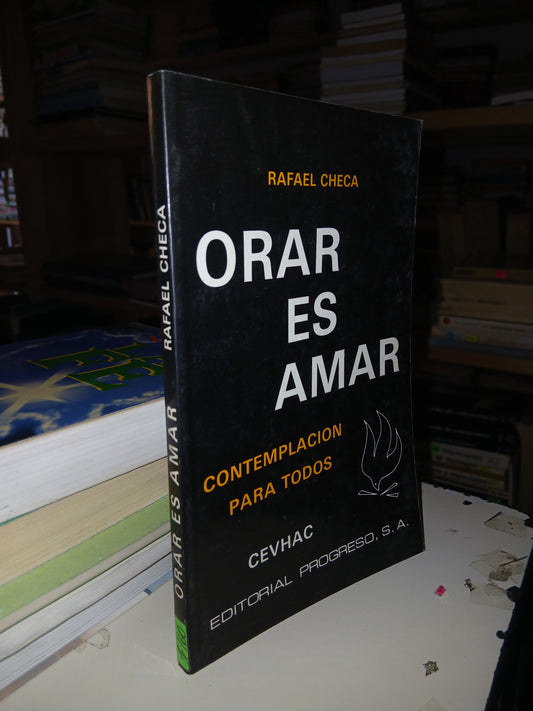 RAFAEL CHECA
ORAR
ES
AMAR
CONTEMPLACION
PARA TODOS
CEVHAC
EDITORIAL PROGRESO, S. A.
ORAR ES AMAR RAFAEL CHECA